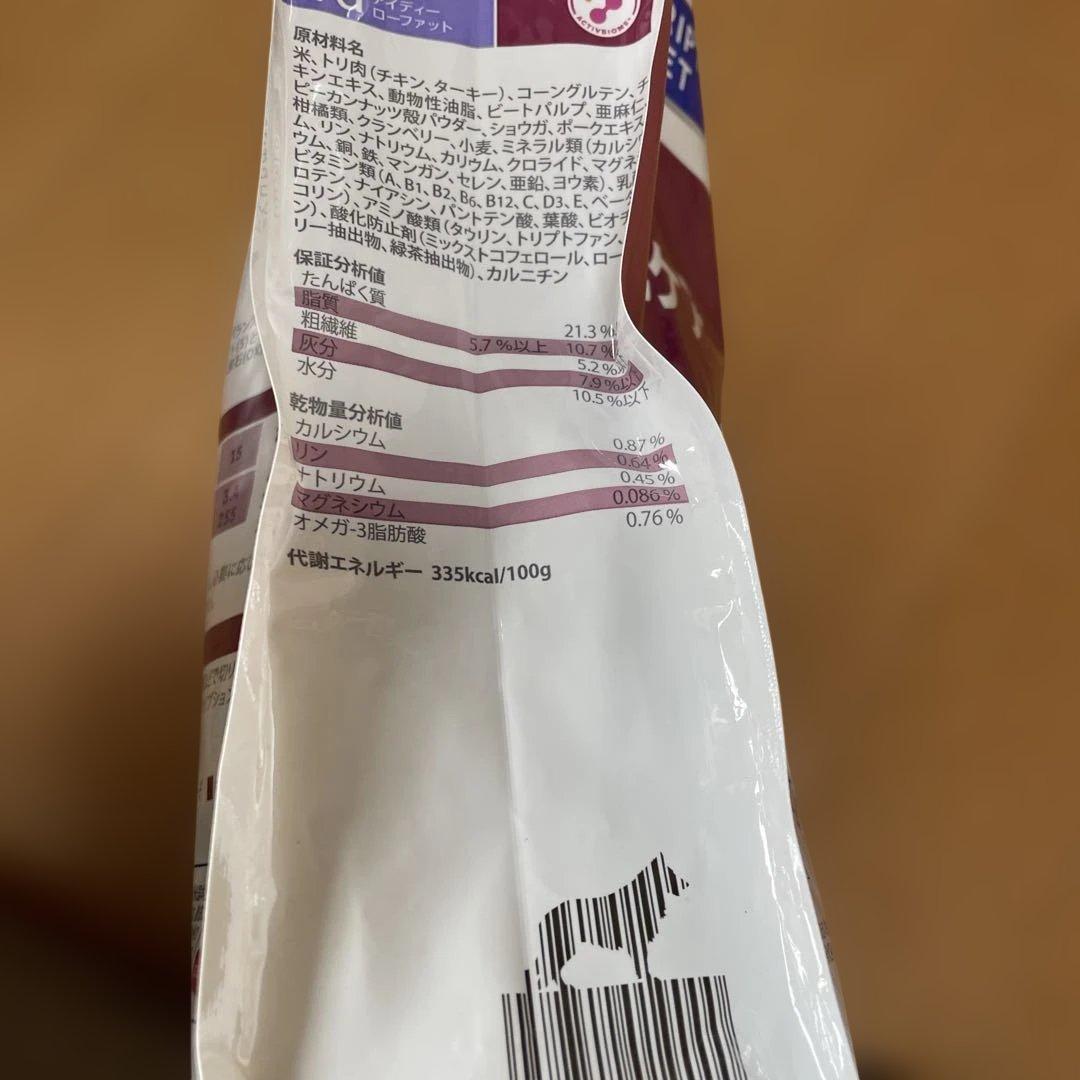 アイディー
ローファット
ACTIVBIOME+
原材料名
米、トリ肉（チキン、ターキー）、コーングルテン、チ
キンエキス、動物性油脂、ビートパルプ、亜麻仁、
ピーカンナッツ殻パウダー、ショウガ、ポークエキス、
柑橘類、クランベリー、小麦、ミネラル類（カルシウ
ム、リン、ナトリウム、カリウム、クロライド、マグネシ
ウム、銅、鉄、マンガン、セレン、亜鉛、ヨウ素）、乳酸
ビタミン類（A、B1、B2、B6、B12、C、D3、E、ベータカ
ロテン、ナイアシン、パントテン酸、葉酸、ビオチ
コリン）、アミノ酸類（タウリン、トリプトファン、
ン）、酸化防止剤（ミックストコフェロール、ロー
リー抽出物、緑茶抽出物）、カルニチン
保証分析値
たんぱく質 21.3 %
脂質 5.7 %以上 10.7 %
粗繊維 5.2 %
灰分 7.9 %以下
水分 10.5 %以下
乾物量分析値
カルシウム 0.87 %
リン 0.64 %
ナトリウム 0.45 %
マグネシウム 0.086 %
オメガ-3脂肪酸 0.76 %
代謝エネルギー 335kcal/100g